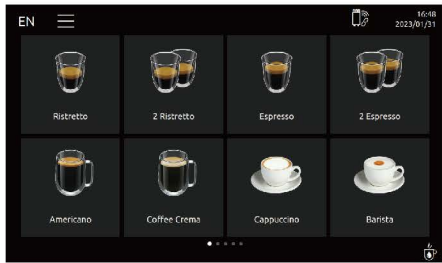 EN
16:48
2023/01/31
Ristretto
2 Ristretto
Espresso
2 Espresso
Americano
Coffee Crema
Cappuccino
Barista